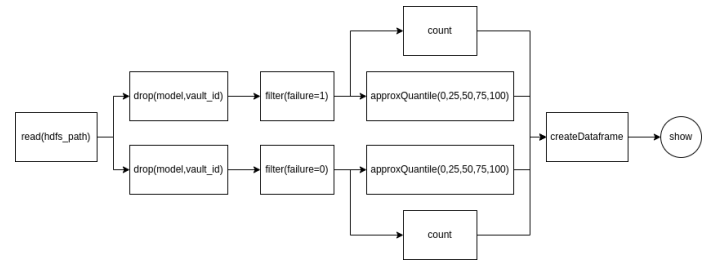 count
drop(model,vault_id)
filter(failure=1)
approxQuantile(0,25,50,75,100)
read(hdfs_path)
createDataframe
show
drop(model,vault_id)
filter(failure=0)
approxQuantile(0,25,50,75,100)
count